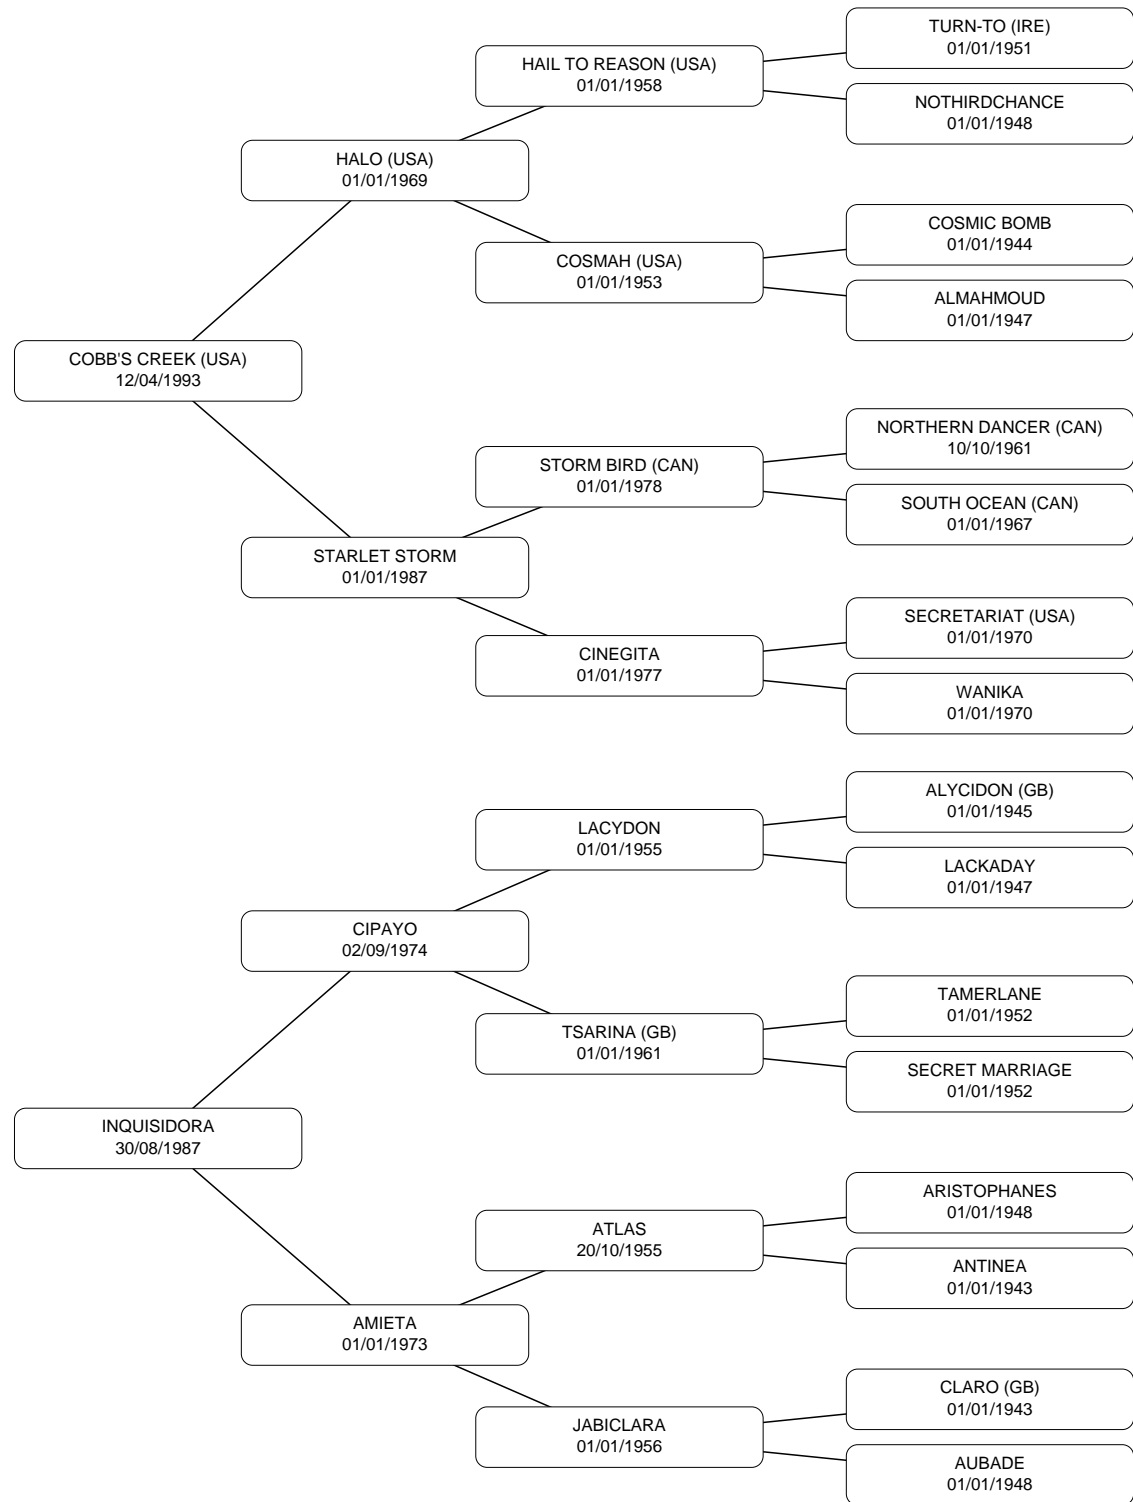 TURN-TO (IRE)
01/01/1951
HAIL TO REASON (USA)
01/01/1958
NOTHIRDCHANCE
01/01/1948
HALO (USA)
01/01/1969
COSMIC BOMB
01/01/1944
COSMAH (USA)
01/01/1953
ALMAHMOUD
01/01/1947
COBB'S CREEK (USA)
12/04/1993
NORTHERN DANCER (CAN)
10/10/1961
STORM BIRD (CAN)
01/01/1978
SOUTH OCEAN (CAN)
01/01/1967
STARLET STORM
01/01/1987
SECRETARIAT (USA)
01/01/1970
CINEGITA
01/01/1977
WANIKA
01/01/1970
ALYCIDON (GB)
01/01/1945
LACYDON
01/01/1955
LACKADAY
01/01/1947
CIPAYO
02/09/1974
TAMERLANE
01/01/1952
TSARINA (GB)
01/01/1961
SECRET MARRIAGE
01/01/1952
INQUISIDORA
30/08/1987
ARISTOPHANES
01/01/1948
ATLAS
20/10/1955
ANTINEA
01/01/1943
AMIETA
01/01/1973
CLARO (GB)
01/01/1943
JABICLARA
01/01/1956
AUBADE
01/01/1948